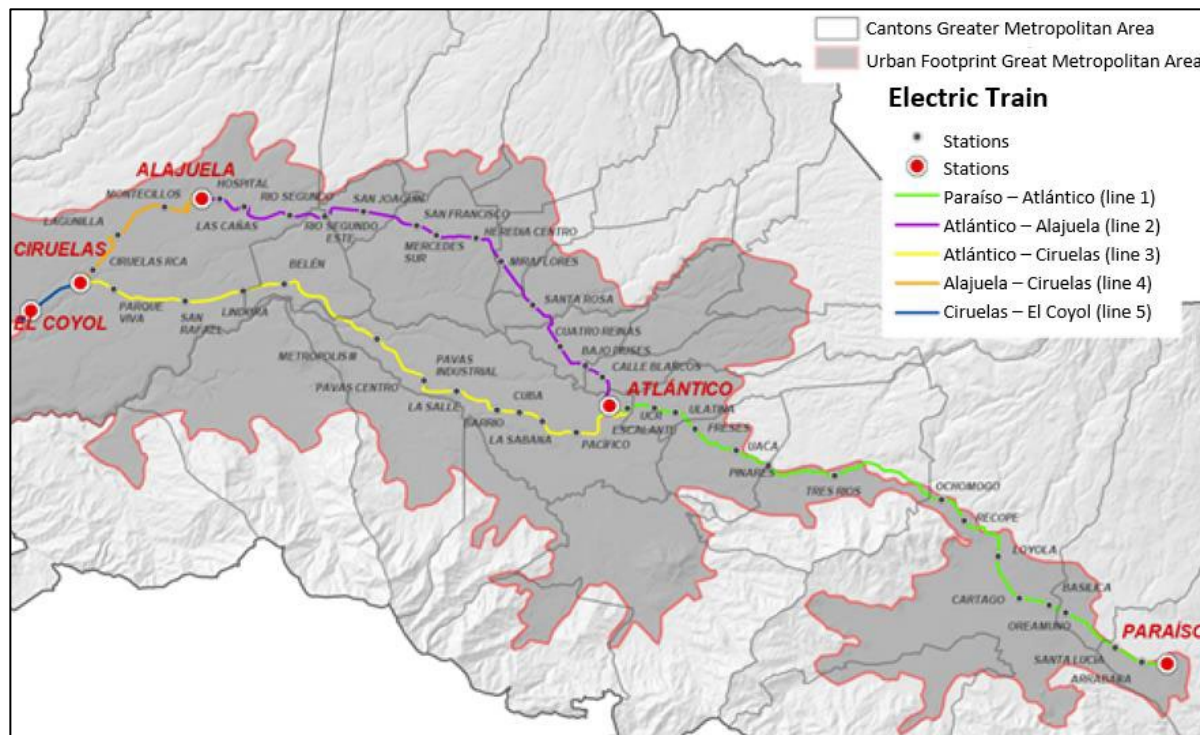 Cantons Greater Metropolitan Area
Urban Footprint Great Metropolitan Area
Electric Train
Stations
Stations
Paraíso – Atlántico (line 1)
Atlántico – Alajuela (line 2)
Atlántico – Ciruelas (line 3)
Alajuela – Ciruelas (line 4)
Ciruelas – El Coyol (line 5)
ALAJUELA
HOSPITAL
MONTECILLOS
RIO SEGUNDO
SAN JOAQUIN
LAGUNILLA
LAS CAÑAS
RIO SEGUNDO
ESTE
SAN FRANCISCO
HEREDIA CENTRO
MERCEDES
SUR
CIRUELAS
CIRUELAS RCA
BELÉN
MIRAFLORES
PARQUE
VIVA
SAN
RAFAEL
LINDORA
SANTA ROSA
EL COYOL
CUATRO REINAS
METROPOLIS III
PAVAS
INDUSTRIAL
CALLE BLANCOS
PAVAS CENTRO
CUBA
ATLÁNTICO
LA SALLE
BARRIO
LA SABANA
PACÍFICO
ESCALANTE
UCR
ULATINA
FRESES
UACA
PINARES
TRES RIOS
OCHOMOGO
RECOPE
LOYOLA
BASILICA
CARTAGO
OREAMUNO
PARAÍSO
SANTA LUCIA